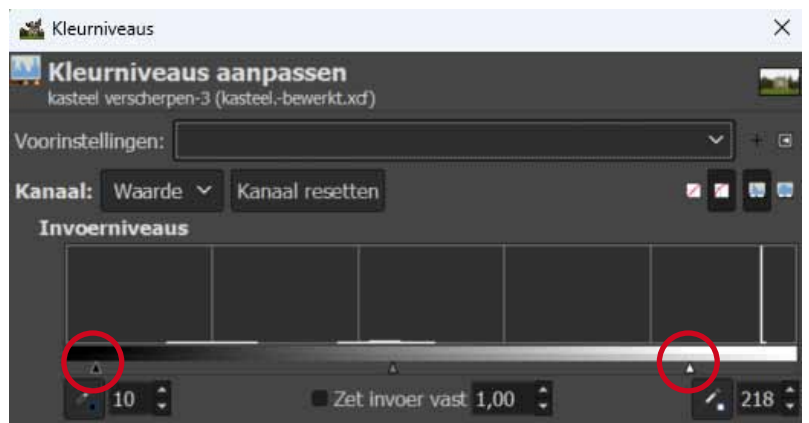 Kleurniveaus
Kleurniveaus aanpassen
kasteel verscherpen-3 (kasteel.-bewerkt.xcf)
Voorinstellingen:
Kanaal: Waarde Kanaal resetten
Invoerniveaus
10 Zet invoer vast 1,00 218